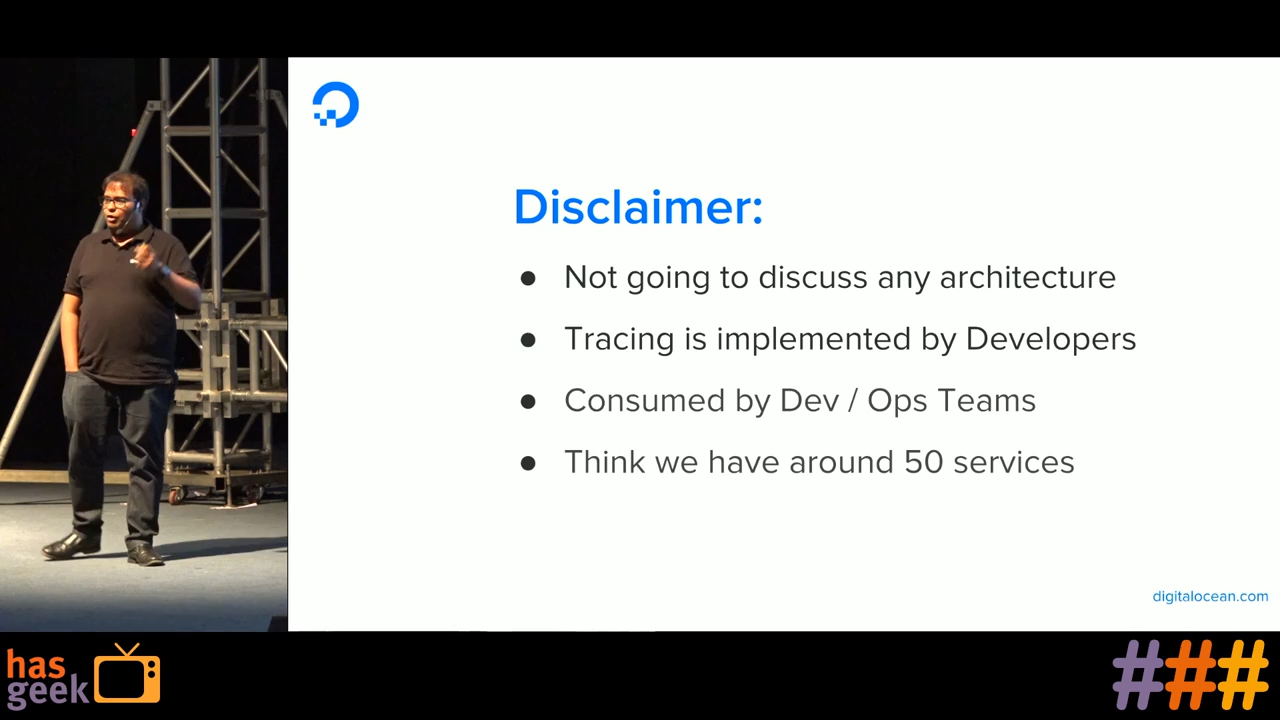 Disclaimer:
● Not going to discuss any architecture
● Tracing is implemented by Developers
● Consumed by Dev / Ops Teams
● Think we have around 50 services
digitalocean.com
has
geek
###